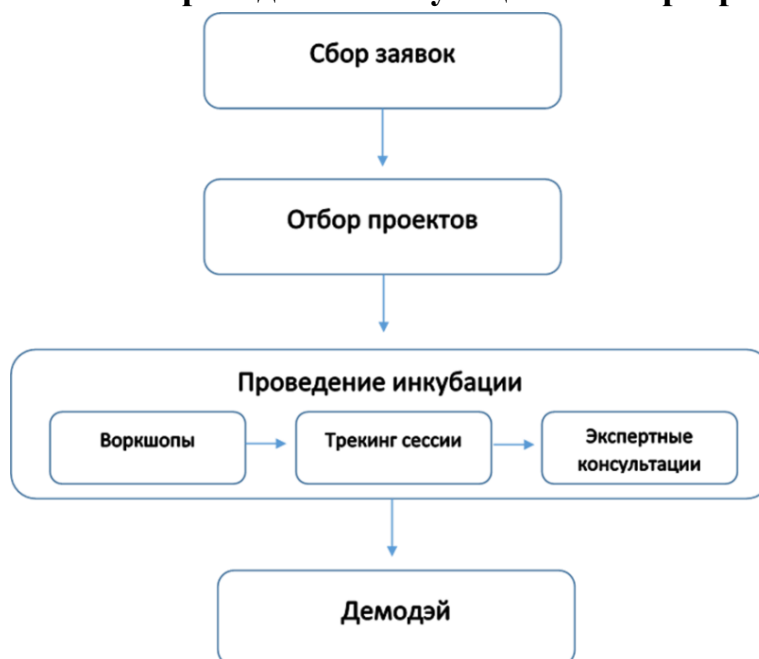 Сбор заявок
Отбор проектов
Проведение инкубации
Воркшопы
Трекинг сессии
Экспертные
консультации
Демодэй